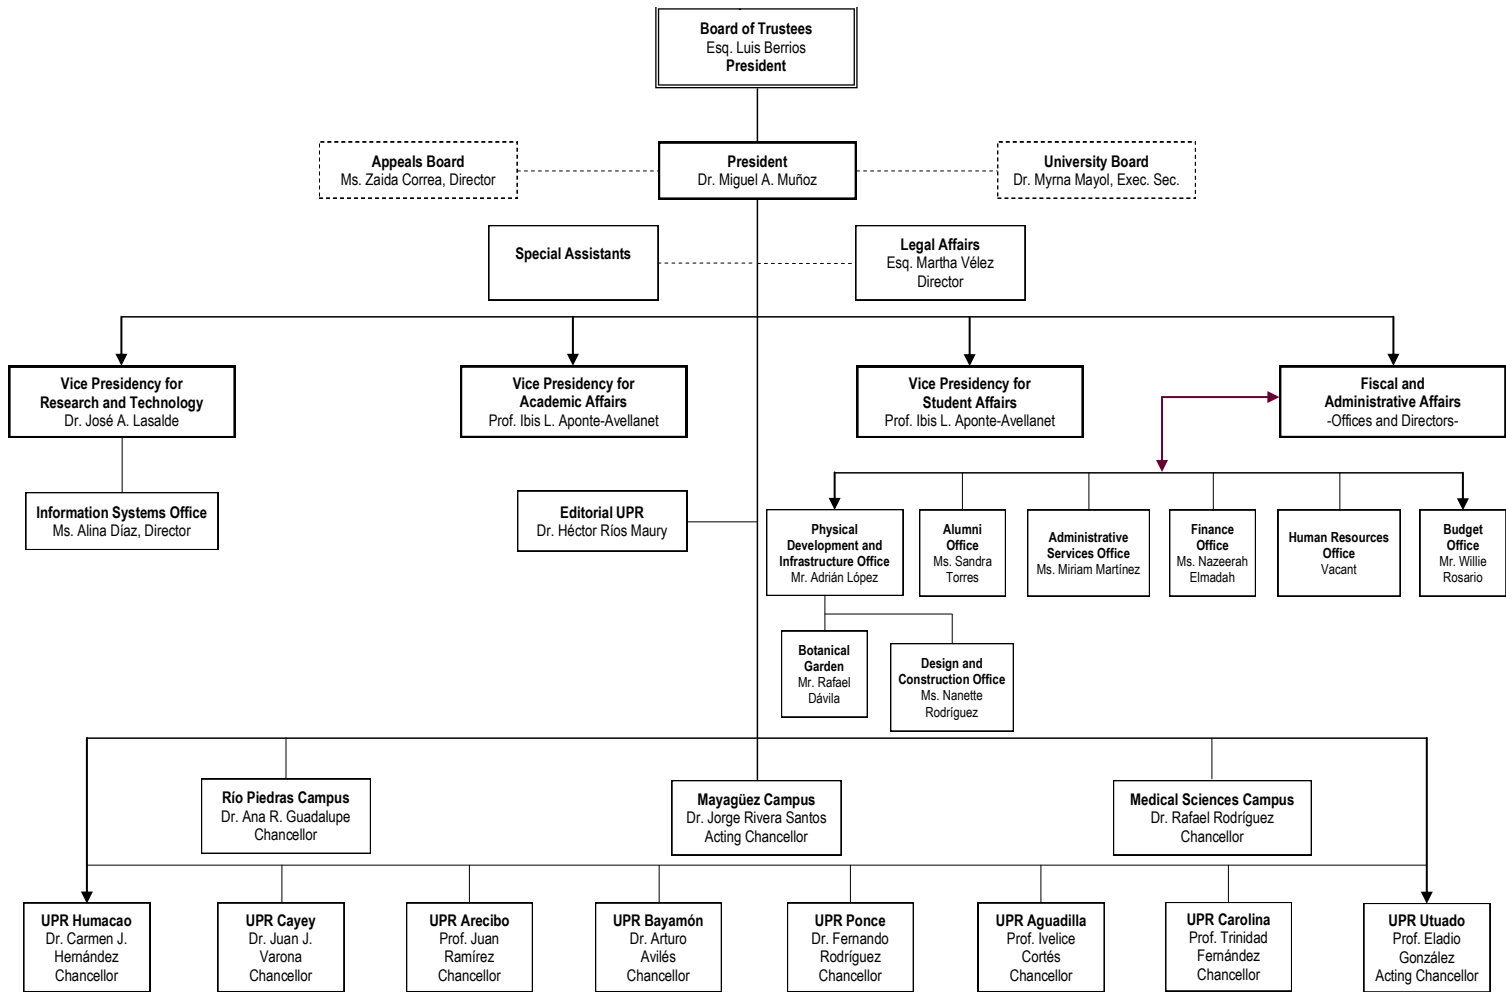 Board of Trustees
Esq. Luis Berrios
President
Appeals Board
Ms. Zaida Correa, Director
President
Dr. Miguel A. Muñoz
University Board
Dr. Myrna Mayol, Exec. Sec.
Special Assistants
Legal Affairs
Esq. Martha Vélez
Director
Vice Presidency for
Research and Technology
Dr. José A. Lasalde
Vice Presidency for
Academic Affairs
Prof. Ibis L. Aponte-Avellanet
Vice Presidency for
Student Affairs
Prof. Ibis L. Aponte-Avellanet
Fiscal and
Administrative Affairs
-Offices and Directors-
Information Systems Office
Ms. Alina Díaz, Director
Editorial UPR
Dr. Héctor Ríos Maury
Physical
Development and
Infrastructure Office
Mr. Adrián López
Alumni
Office
Ms. Sandra
Torres
Administrative
Services Office
Ms. Miriam Martínez
Finance
Office
Ms. Nazeerah
Elmadah
Human Resources
Office
Vacant
Budget
Office
Mr. Willie
Rosario
Botanical
Garden
Mr. Rafael
Dávila
Design and
Construction Office
Ms. Nanette
Rodríguez
Río Piedras Campus
Dr. Ana R. Guadalupe
Chancellor
Mayagüez Campus
Dr. Jorge Rivera Santos
Acting Chancellor
Medical Sciences Campus
Dr. Rafael Rodríguez
Chancellor
UPR Humacao
Dr. Carmen J.
Hernández
Chancellor
UPR Cayey
Dr. Juan J.
Varona
Chancellor
UPR Arecibo
Prof. Juan
Ramírez
Chancellor
UPR Bayamón
Dr. Arturo
Avilés
Chancellor
UPR Ponce
Dr. Fernando
Rodríguez
Chancellor
UPR Aguadilla
Prof. Ivelice
Cortés
Chancellor
UPR Carolina
Prof. Trinidad
Fernández
Chancellor
UPR Utuado
Prof. Eladio
González
Acting Chancellor